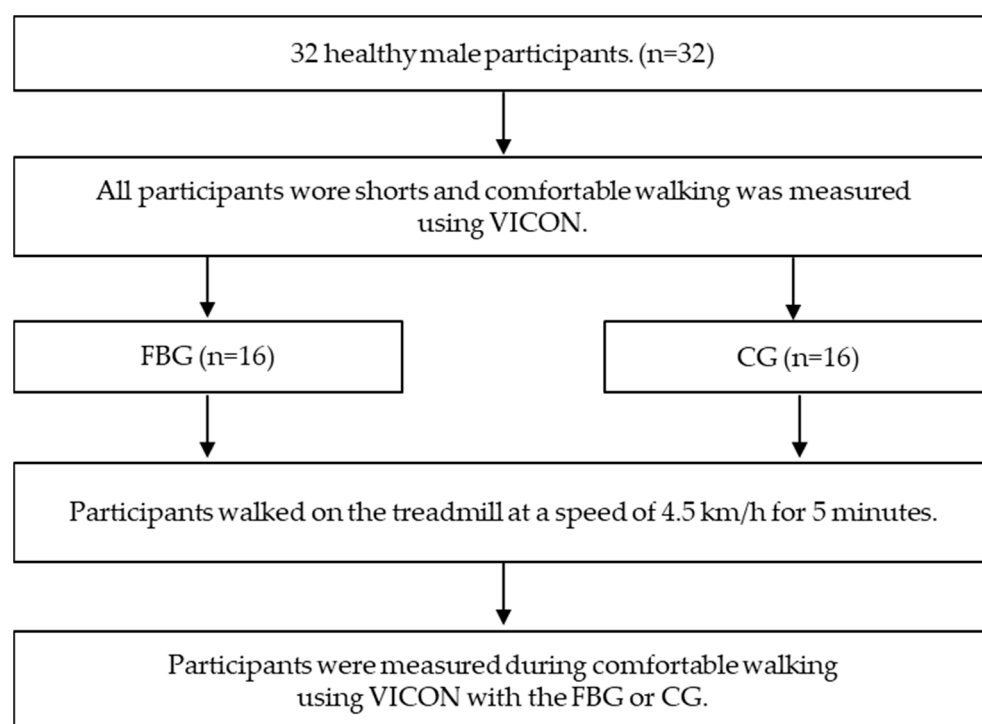 32 healthy male participants. (n=32)
All participants wore shorts and comfortable walking was measured
using VICON.
FBG (n=16)
CG (n=16)
Participants walked on the treadmill at a speed of 4.5 km/h for 5 minutes.
Participants were measured during comfortable walking
using VICON with the FBG or CG.